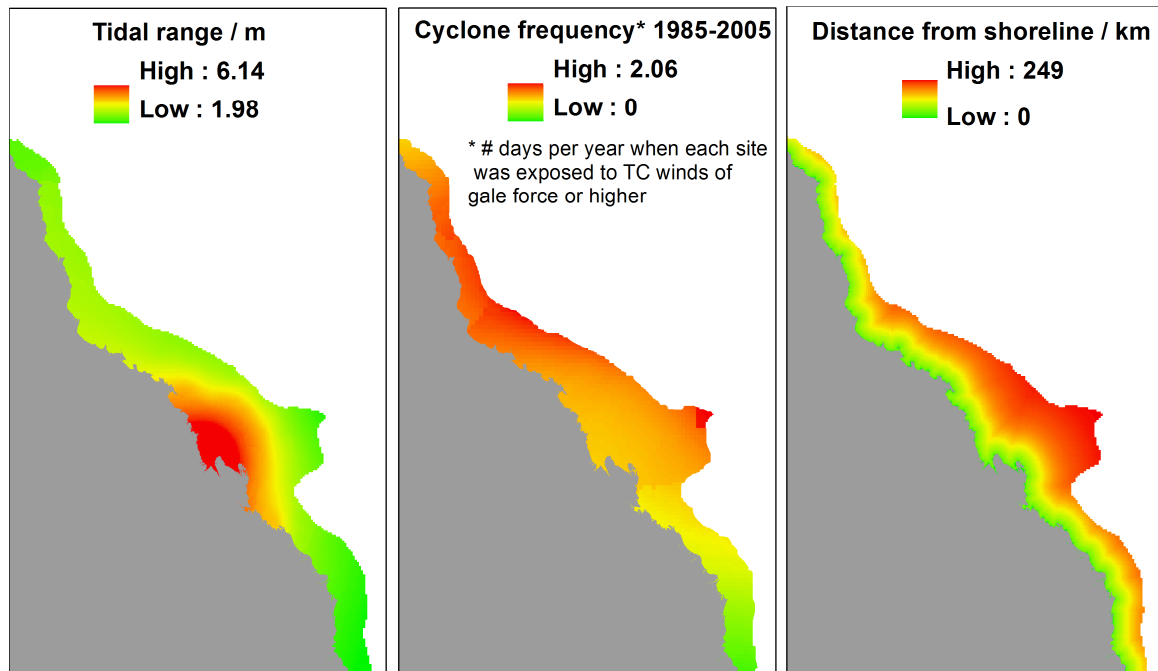 Tidal range / m
High : 6.14
Low : 1.98
Cyclone frequency* 1985-2005
High : 2.06
Low : 0
* # days per year when each site
was exposed to TC winds of
gale force or higher
Distance from shoreline / km
High : 249
Low : 0